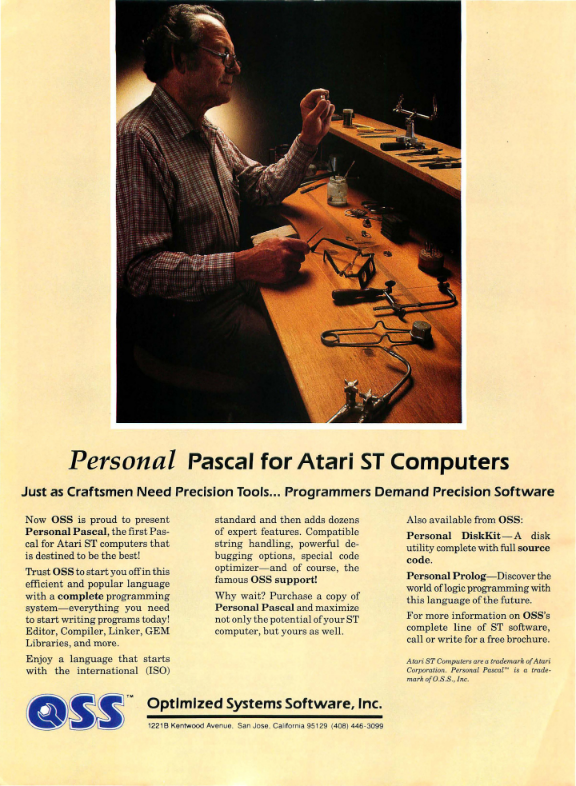 Personal Pascal for Atari ST Computers
Just as Craftsmen Need Precision Tools... Programmers Demand Precision Software
Now OSS is proud to present
Personal Pascal, the first Pas-
cal for Atari ST computers that
is destined to be the best!
Trust OSS to start you off in this
efficient and popular language
with a complete programming
system—everything you need
to start writing programs today!
Editor, Compiler, Linker, GEM
Libraries, and more.
Enjoy a language that starts
with the international (ISO)
standard and then adds dozens
of expert features. Compatible
string handling, powerful de-
bugging options, special code
optimizer—and of course, the
famous OSS support!
Why wait? Purchase a copy of
Personal Pascal and maximize
not only the potential of your ST
computer, but yours as well.
Also available from OSS:
Personal DiskKit—A disk
utility complete with full source
code.
Personal Prolog—Discover the
world of logic programming with
this language of the future.
For more information on OSS's
complete line of ST software,
call or write for a free brochure.
Atari ST Computers are a trademark of Atari
Corporation. Personal Pascal™ is a trade-
mark of O.S.S., Inc.
OSS™
Optimized Systems Software, Inc.
1221B Kentwood Avenue, San Jose, California 95129 (408) 446-3099